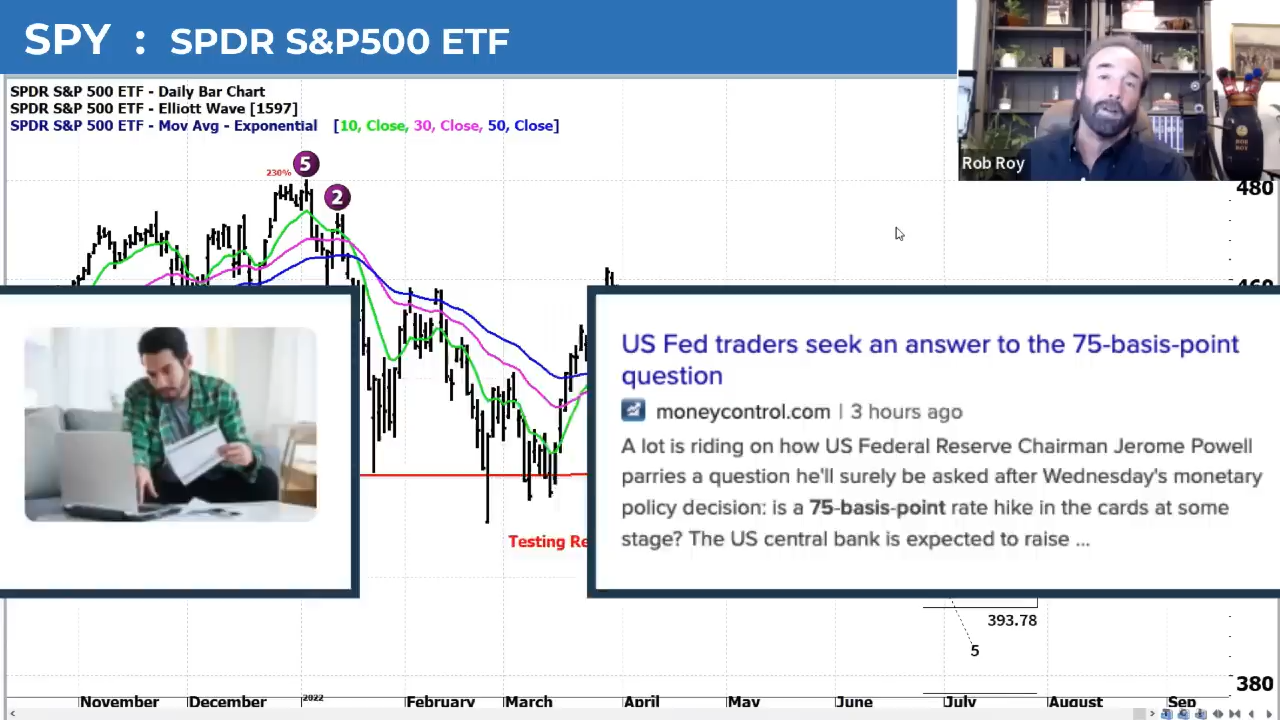 SPY : SPDR S&P500 ETF
SPDR S&P 500 ETF - Daily Bar Chart
SPDR S&P 500 ETF - Elliott Wave [1597]
SPDR S&P 500 ETF - Mov Avg - Exponential [10, Close, 30, Close, 50, Close]
Rob Roy
230%
5
2
480
460
US Fed traders seek an answer to the 75-basis-point
question
moneycontrol.com | 3 hours ago
A lot is riding on how US Federal Reserve Chairman Jerome Powell
parries a question he'll surely be asked after Wednesday's monetary
policy decision: is a 75-basis-point rate hike in the cards at some
stage? The US central bank is expected to raise ...
Testing Re
393.78
5
380
November December 2022 February March April May June July August Sep